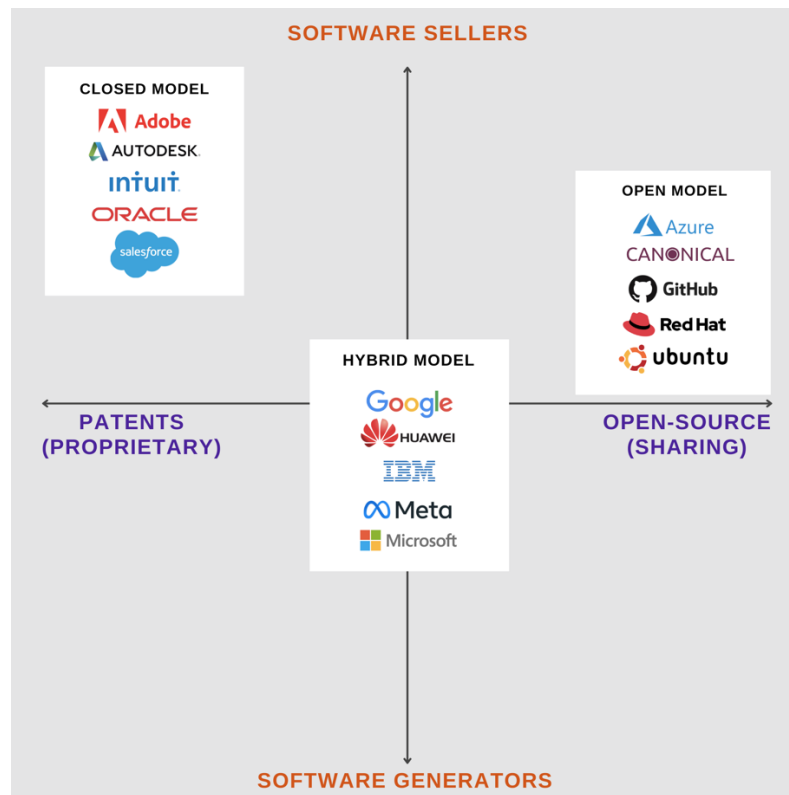 SOFTWARE SELLERS
CLOSED MODEL
Adobe
AUTODESK.
INTUIT
ORACLE
salesforce
OPEN MODEL
Azure
CANONICAL
GitHub
Red Hat
ubuntu
HYBRID MODEL
Google
HUAWEI
IBM
Meta
Microsoft
PATENTS
(PROPRIETARY)
OPEN-SOURCE
(SHARING)
SOFTWARE GENERATORS